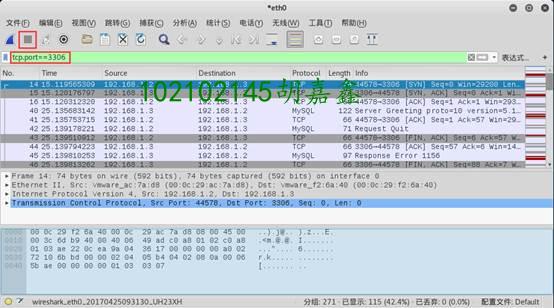 *eth0
文件(F) 编辑(E) 视图(V) 跳转(G) 捕获(C) 分析(A) 统计(S) 电话(Y) 无线(W) 工具(T) 帮助(H)
tcp.port==3306 表达式…
No. Time Source Destination Protocol Length Info
14 15.119565309 192.168.1.2 192.168.1.3 TCP 74 44578→3306 [SYN] Seq=0 Win=29200 Len…
15 15.120176797 192.168.1.3 192.168.1.2 TCP [SYN, ACK] Seq=0 Ack=1
16 15.120312320 192.168.1.2 192.168.1.3 TCP 66 44578→3306 [ACK] Seq=1 Ack=1 Win=293…
40 25.135683142 192.168.1.3 192.168.1.2 MySQL 122 Server Greeting proto=10 version=5.1…
41 25.135753715 192.168.1.2 192.168.1.3 TCP 66 44578→3306 [ACK] Seq=1 Ack=57 Win=29…
42 25.139178221 192.168.1.2 192.168.1.3 MySQL 71 Request Quit
43 25.139510912 192.168.1.2 192.168.1.3 TCP 66 44578→3306 [FIN, ACK] Seq=6 Ack=57 W…
44 25.139794223 192.168.1.3 192.168.1.2 TCP 66 3306→44578 [ACK] Seq=57 Ack=6 Win=14…
45 25.139810253 192.168.1.3 192.168.1.2 MySQL 97 Response Error 1156
46 25.139813262 192.168.1.3 192.168.1.2 TCP 66 3306→44578 [FIN, ACK] Seq=88 Ack=7 W…
102102145胡嘉鑫
Frame 14: 74 bytes on wire (592 bits), 74 bytes captured (592 bits) on interface 0
Ethernet II, Src: Vmware_ac:7a:d8 (00:0c:29:ac:7a:d8), Dst: Vmware_f2:6a:40 (00:0c:29:f2:6a:40)
Internet Protocol Version 4, Src: 192.168.1.2, Dst: 192.168.1.3
Transmission Control Protocol, Src Port: 44578, Dst Port: 3306, Seq: 0, Len: 0
0000 00 0c 29 f2 6a 40 00 0c 29 ac 7a d8 08 00 45 00 ..).j@.. ).z...E.
0010 00 3c 6d b9 40 00 40 06 49 ad c0 a8 01 02 c0 a8 .<m.@.@. I.......
0020 01 03 ae 22 0c ea 9a 04 36 17 00 00 00 00 a0 02 ...".... 6.......
0030 72 10 6b bd 00 00 02 04 05 b4 04 02 08 0a 00 06 r.k..... ........
0040 5b ae 00 00 00 00 01 03 03 07 [....... ..
wireshark_eth0_20170425093130_UH23XH 分组: 271 · 已显示: 115 (42.4%) · 已丢弃: 0 (0.0%) 配置文件: Default